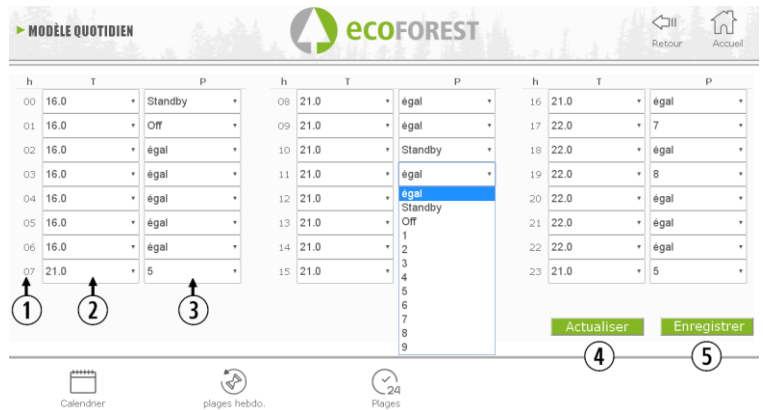 MODÈLE QUOTIDIEN
ecoFOREST
Retour
Accueil
h T P h T P h T P
00 16.0 Standby 08 21.0 égal 16 21.0 égal
01 16.0 Off 09 21.0 égal 17 22.0 7
02 16.0 égal 10 21.0 Standby 18 22.0 égal
03 16.0 égal 11 21.0 égal 19 22.0 8
04 16.0 égal 12 21.0 égal 20 22.0 égal
Standby
05 16.0 égal 13 21.0 Off 21 22.0 égal
1
06 16.0 égal 14 21.0 2 22 22.0 égal
3
07 21.0 5 15 21.0 4 23 21.0 5
5
6
7
8
9
1 2 3
Actualiser
Enregistrer
4 5
Calendrier
plages hebdo.
24
Plages